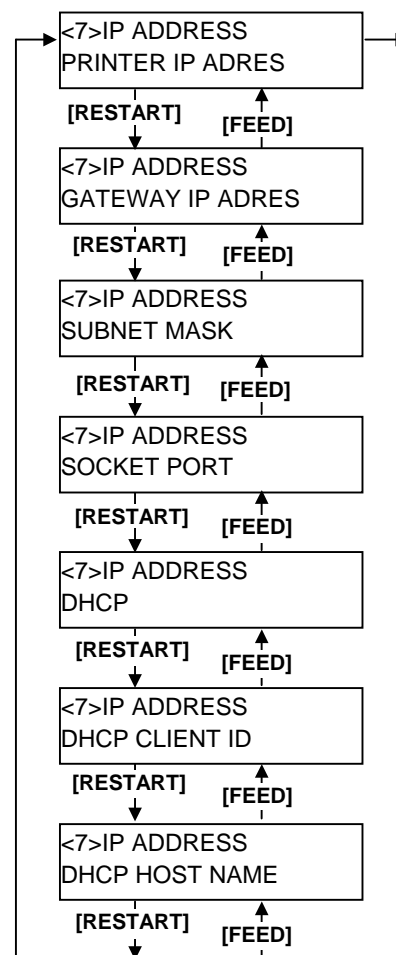 <7>IP ADDRESS
PRINTER IP ADRES
[RESTART]
[FEED]
<7>IP ADDRESS
GATEWAY IP ADRES
[RESTART]
[FEED]
<7>IP ADDRESS
SUBNET MASK
[RESTART]
[FEED]
<7>IP ADDRESS
SOCKET PORT
[RESTART]
[FEED]
<7>IP ADDRESS
DHCP
[RESTART]
[FEED]
<7>IP ADDRESS
DHCP CLIENT ID
[RESTART]
[FEED]
<7>IP ADDRESS
DHCP HOST NAME
[RESTART]
[FEED]